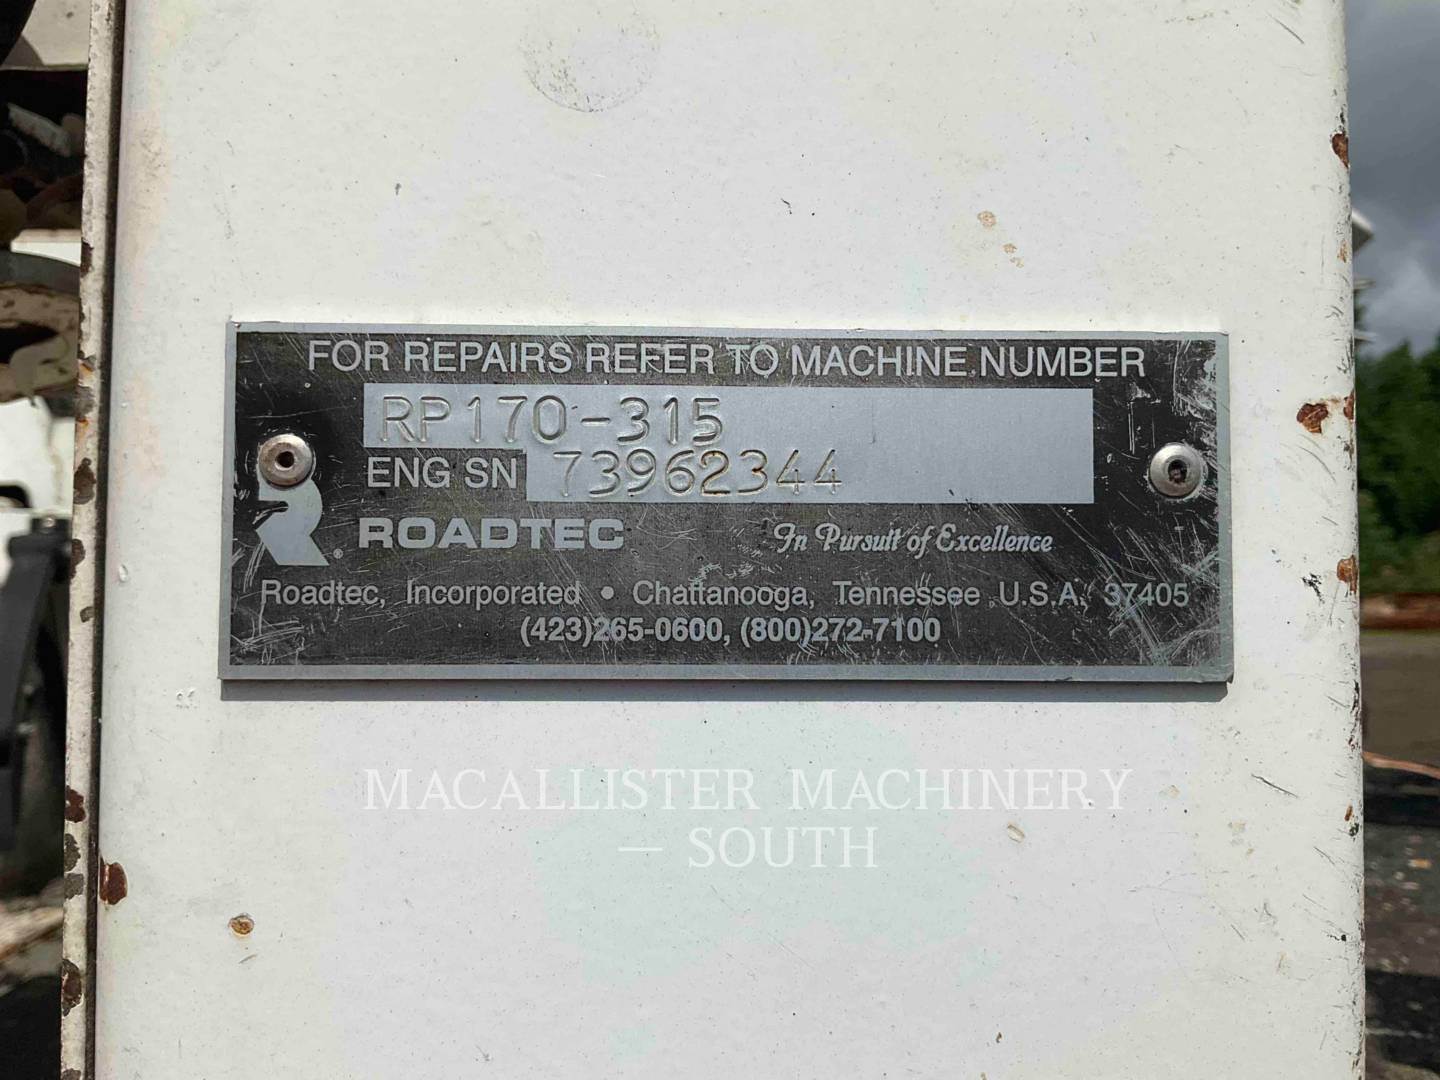 FOR REPAIRS REFER TO MACHINE NUMBER
RP170-315
ENG SN 73962344
R® ROADTEC In Pursuit of Excellence
Roadtec, Incorporated • Chattanooga, Tennessee U.S.A. 37405
(423)265-0600, (800)272-7100
MACALLISTER MACHINERY
— SOUTH